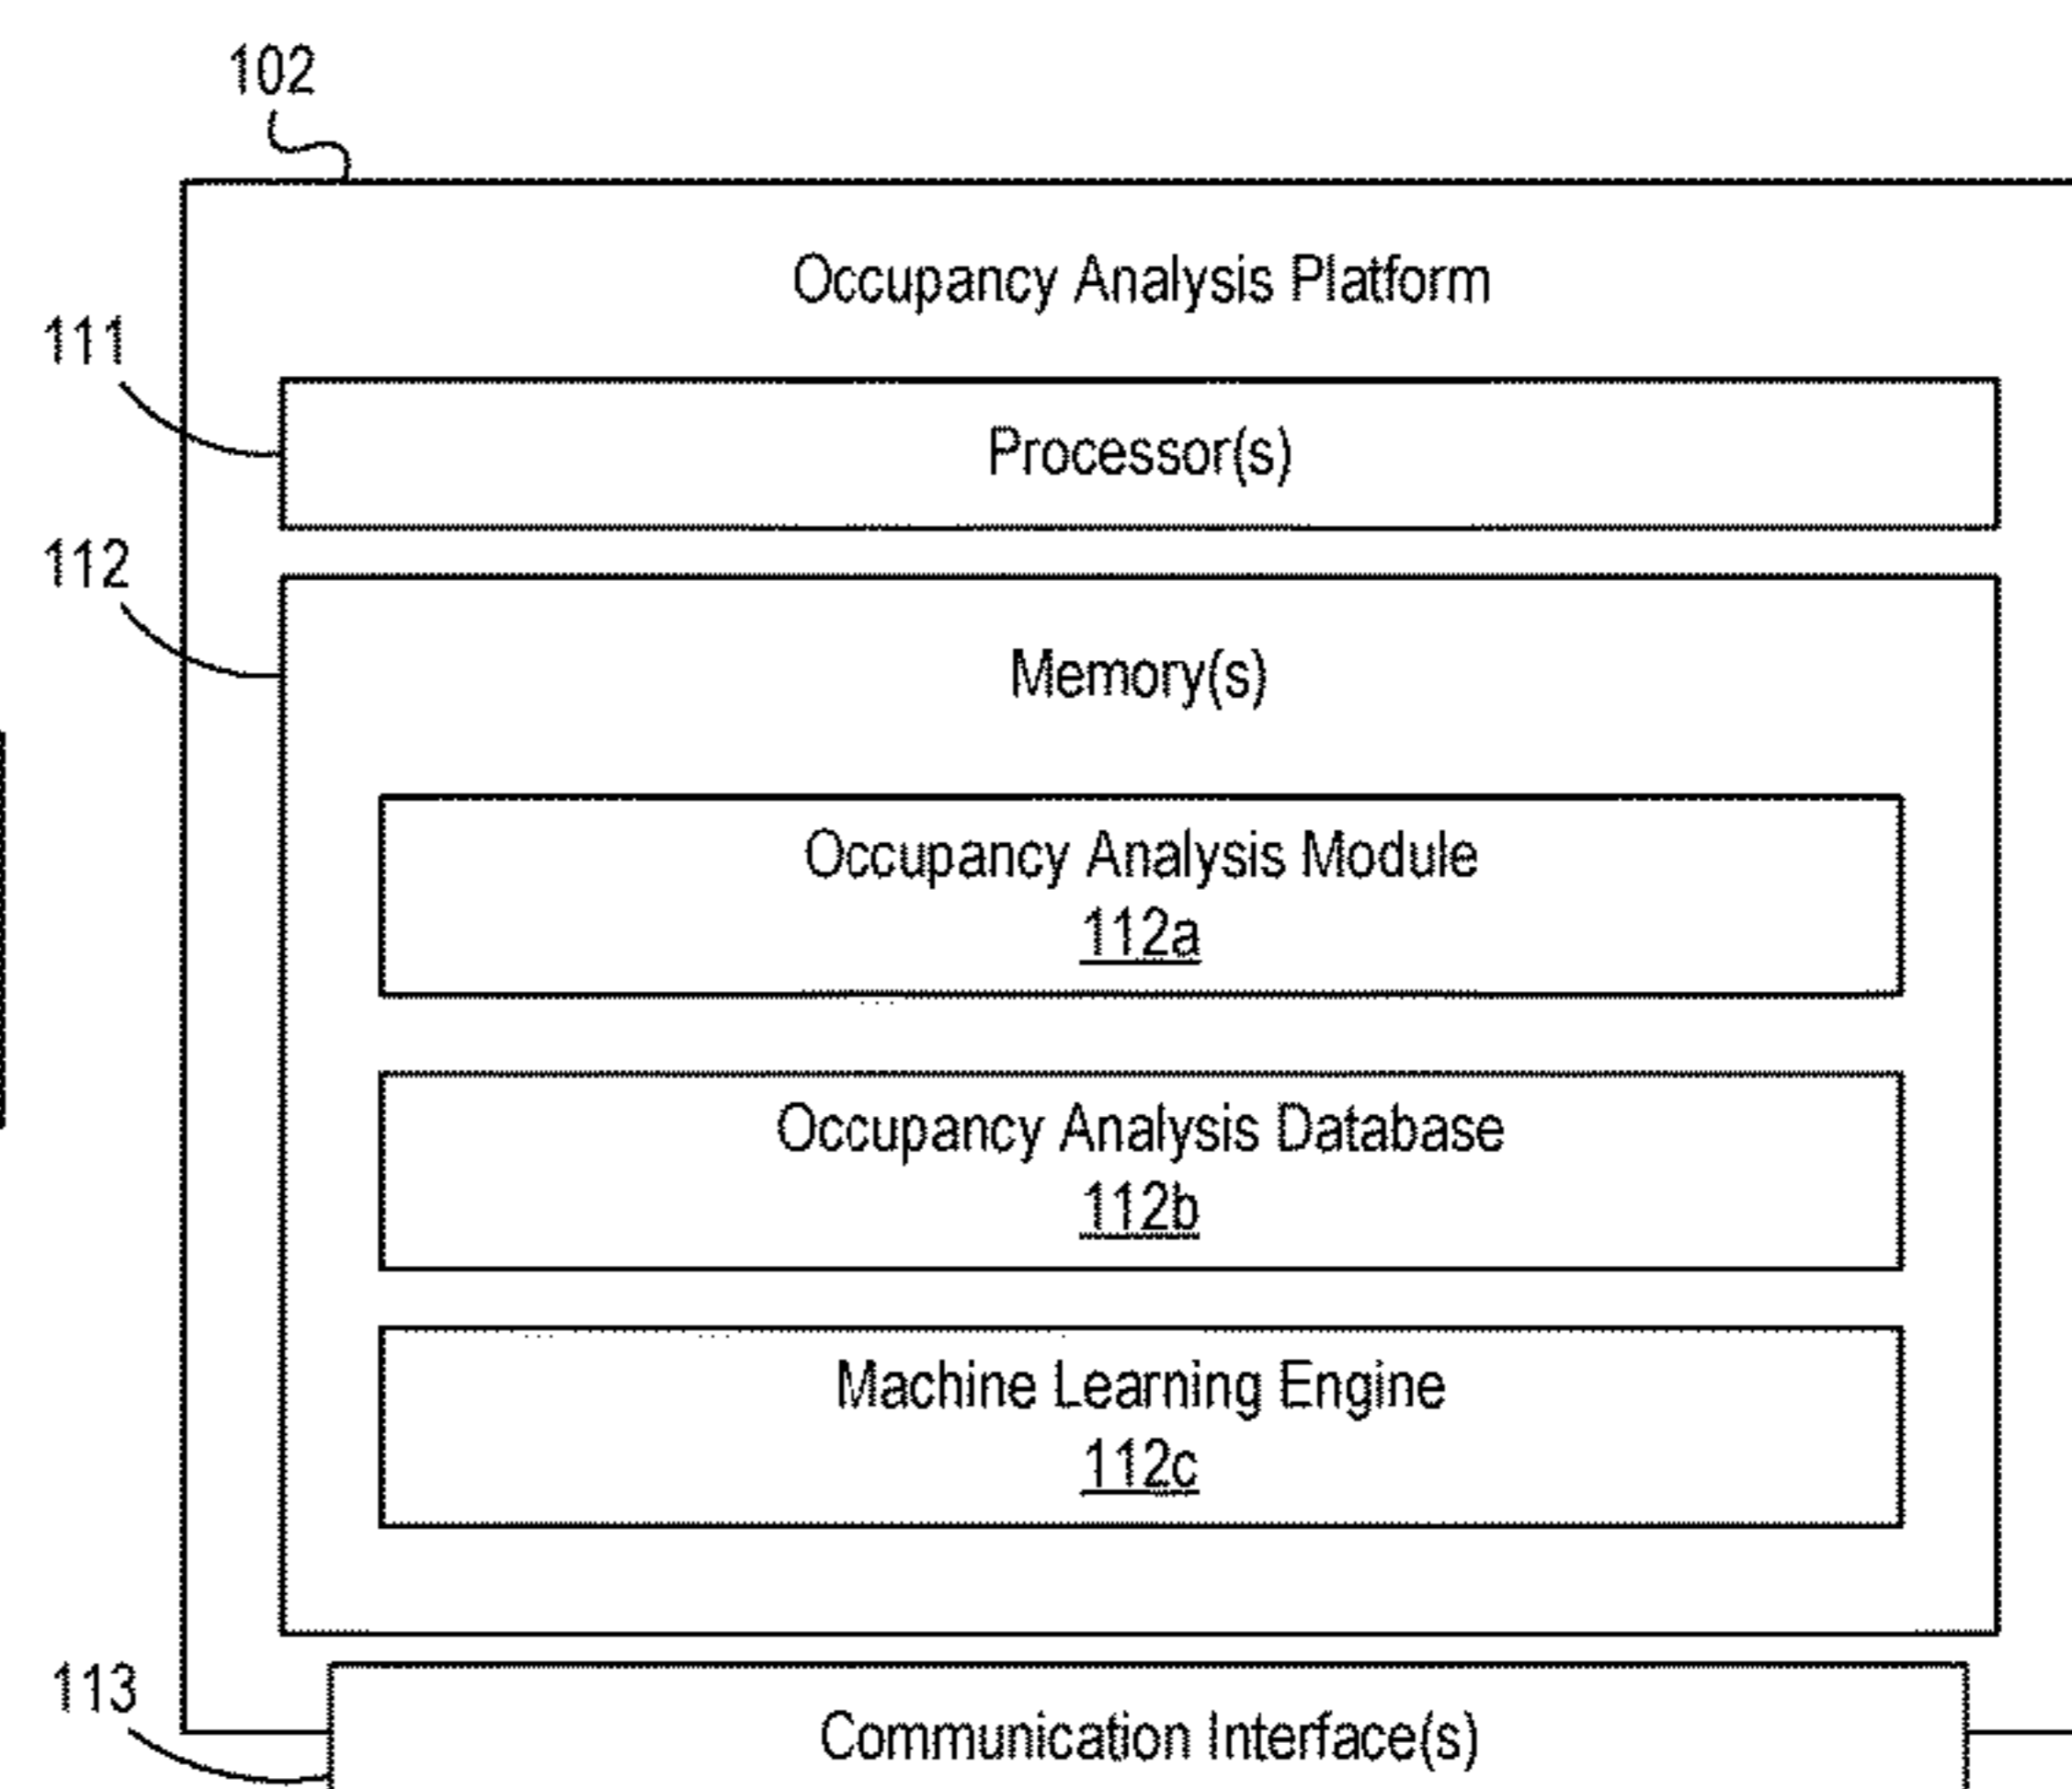 102
Occupancy Analysis Platform
111
Processor(s)
112
Memory(s)
Occupancy Analysis Module
112a
Occupancy Analysis Database
112b
Machine Learning Engine
112c
113
Communication Interface(s)